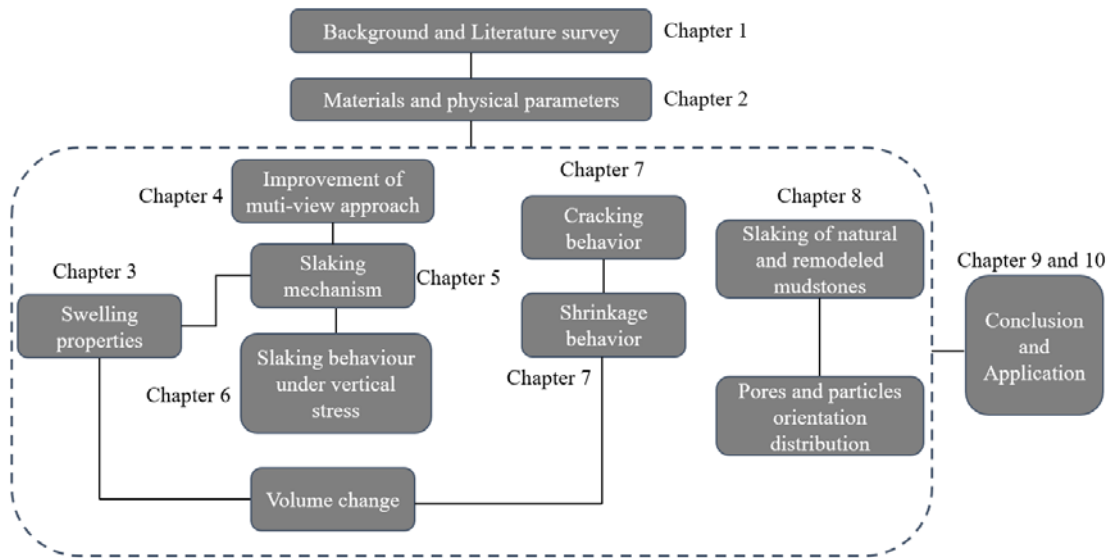 Background and Literature survey
Chapter 1
Materials and physical parameters
Chapter 2
Chapter 4
Improvement of
muti-view approach
Chapter 3
Swelling
properties
Slaking
mechanism
Chapter 5
Chapter 6
Slaking behaviour
under vertical
stress
Volume change
Chapter 7
Cracking
behavior
Shrinkage
behavior
Chapter 7
Chapter 8
Slaking of natural
and remodeled
mudstones
Pores and particles
orientation
distribution
Chapter 9 and 10
Conclusion
and
Application